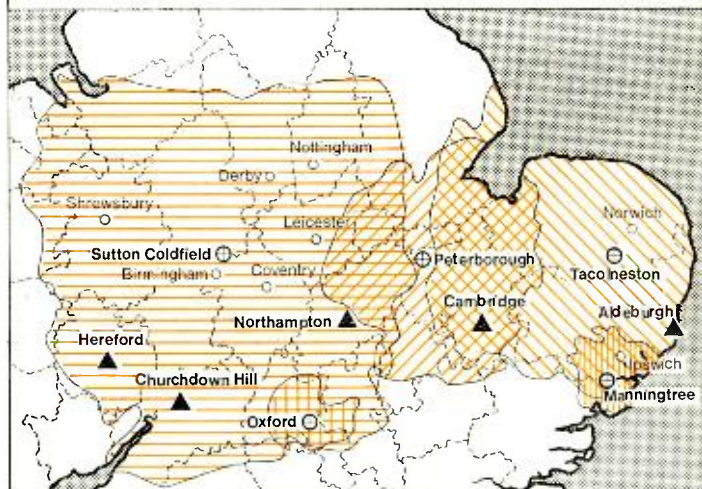 Nottingham
Derby
Shrewsbury
Norwich
Leicester
Sutton Coldfield
Peterborough
Birmingham
Coventry
Tacolneston
Cambridge
Northampton
Aldeburgh
Hereford
Ipswich
Churchdown Hill
Manningtree
Oxford